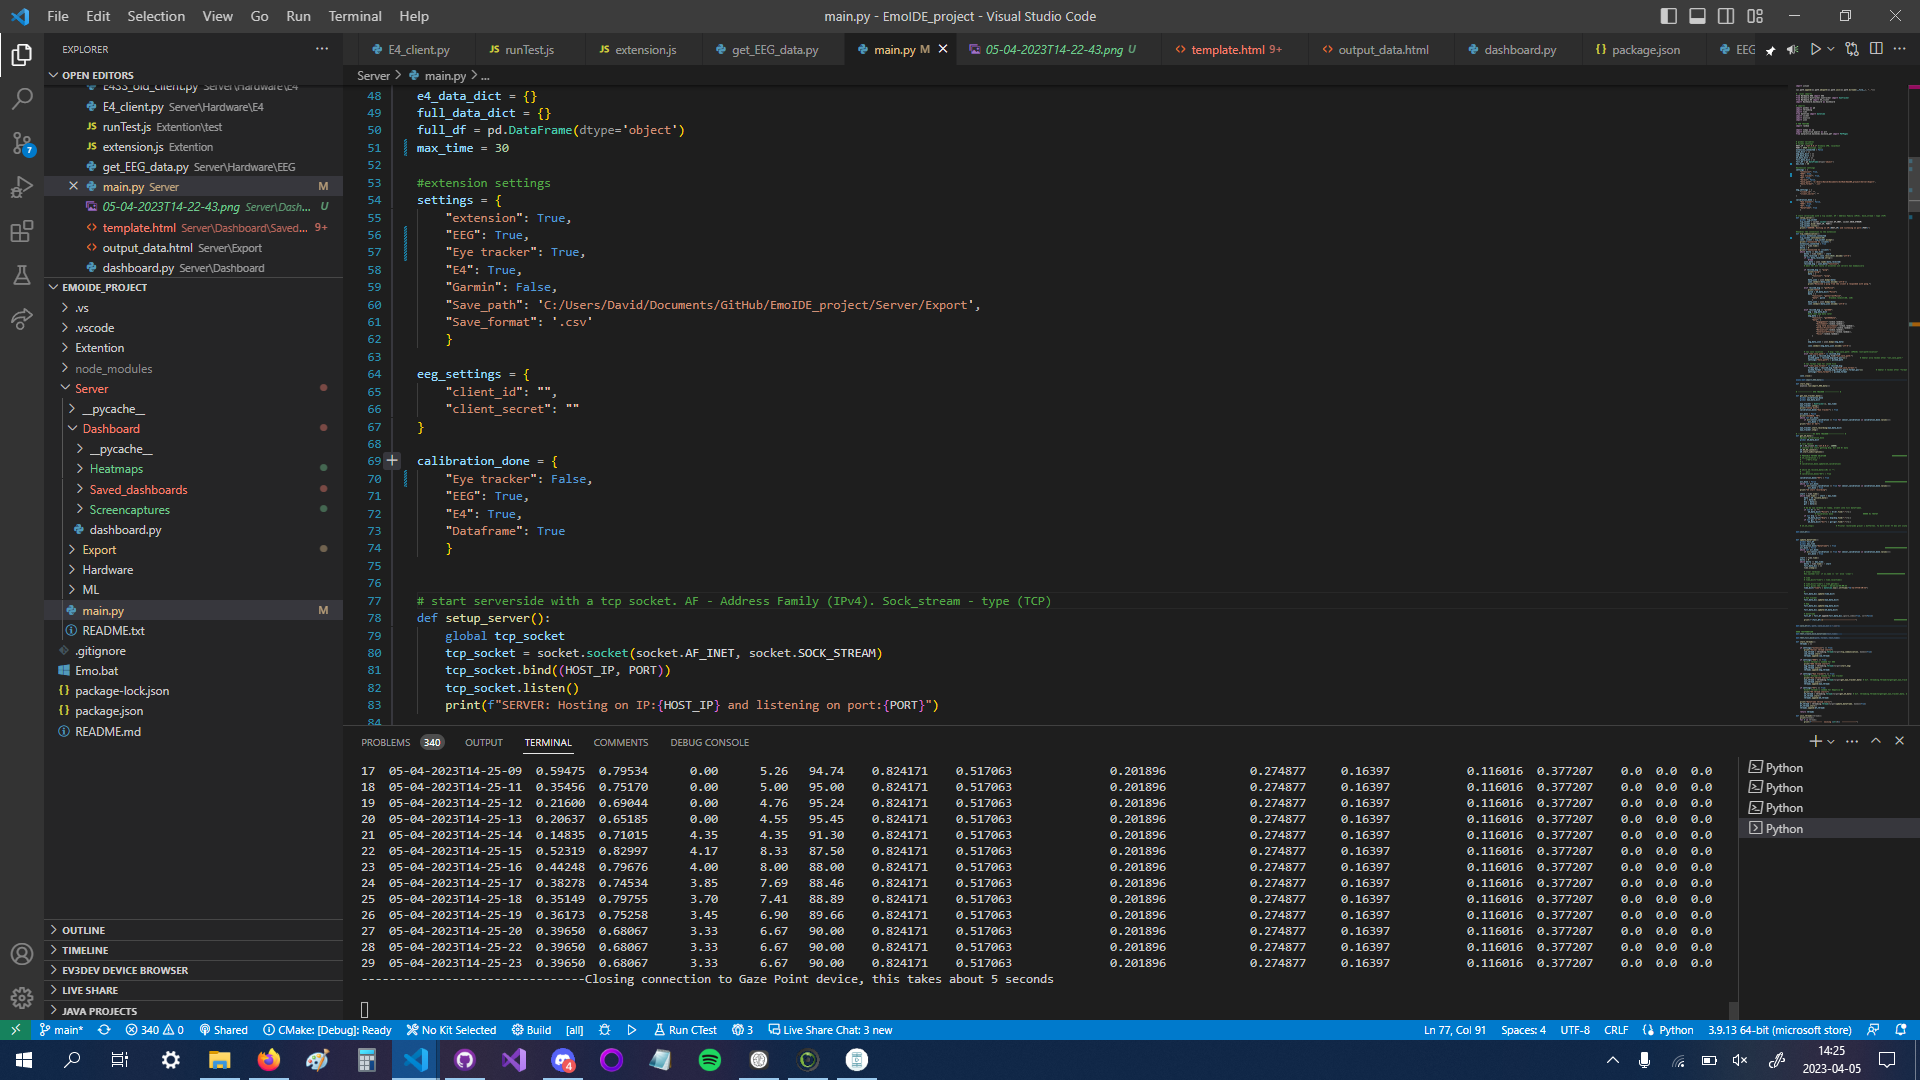 File Edit Selection View Go Run Terminal Help
main.py - EmoIDE_project - Visual Studio Code
EXPLORER
OPEN EDITORS
E4_client.py Server\Hardware\E4
runTest.js Extention\test
extension.js Extention
get_EEG_data.py Server\Hardware\EEG
main.py Server M
05-04-2023T14-22-43.png Server\Dash... U
template.html Server\Dashboard\Saved... 9+
output_data.html Server\Export
dashboard.py Server\Dashboard
EMOIDE_PROJECT
.vs
.vscode
Extention
node_modules
Server
__pycache__
Dashboard
__pycache__
Heatmaps
Saved_dashboards
Screencaptures
dashboard.py
Export
Hardware
ML
main.py M
README.txt
.gitignore
Emo.bat
package-lock.json
package.json
README.md
OUTLINE
TIMELINE
EV3DEV DEVICE BROWSER
LIVE SHARE
JAVA PROJECTS
E4_client.py runTest.js extension.js get_EEG_data.py main.py M 05-04-2023T14-22-43.png U template.html 9+ output_data.html dashboard.py package.json EEG
Server > main.py > ...
48 e4_data_dict = {}
49 full_data_dict = {}
50 full_df = pd.DataFrame(dtype='object')
51 max_time = 30
52
53 #extension settings
54 settings = {
55 "extension": True,
56 "EEG": True,
57 "Eye tracker": True,
58 "E4": True,
59 "Garmin": False,
60 "Save_path": 'C:/Users/David/Documents/GitHub/EmoIDE_project/Server/Export',
61 "Save_format": '.csv'
62 }
63
64 eeg_settings = {
65 "client_id": "",
66 "client_secret": ""
67 }
68
69 calibration_done = {
70 "Eye tracker": False,
71 "EEG": True,
72 "E4": True,
73 "Dataframe": True
74 }
75
76
77 # start serverside with a tcp socket. AF - Address Family (IPv4). Sock_stream - type (TCP)
78 def setup_server():
79 global tcp_socket
80 tcp_socket = socket.socket(socket.AF_INET, socket.SOCK_STREAM)
81 tcp_socket.bind((HOST_IP, PORT))
82 tcp_socket.listen()
83 print(f"SERVER: Hosting on IP:{HOST_IP} and listening on port:{PORT}")
84
PROBLEMS 340 OUTPUT TERMINAL COMMENTS DEBUG CONSOLE
17 05-04-2023T14-25-09 0.59475 0.79534 0.00 5.26 94.74 0.824171 0.517063 0.201896 0.274877 0.16397 0.116016 0.377207 0.0 0.0 0.0
18 05-04-2023T14-25-11 0.35456 0.75170 0.00 5.00 95.00 0.824171 0.517063 0.201896 0.274877 0.16397 0.116016 0.377207 0.0 0.0 0.0
19 05-04-2023T14-25-12 0.21600 0.69044 0.00 4.76 95.24 0.824171 0.517063 0.201896 0.274877 0.16397 0.116016 0.377207 0.0 0.0 0.0
20 05-04-2023T14-25-13 0.20637 0.65185 0.00 4.55 95.45 0.824171 0.517063 0.201896 0.274877 0.16397 0.116016 0.377207 0.0 0.0 0.0
21 05-04-2023T14-25-14 0.14835 0.71015 4.35 4.35 91.30 0.824171 0.517063 0.201896 0.274877 0.16397 0.116016 0.377207 0.0 0.0 0.0
22 05-04-2023T14-25-15 0.52319 0.82997 4.17 8.33 87.50 0.824171 0.517063 0.201896 0.274877 0.16397 0.116016 0.377207 0.0 0.0 0.0
23 05-04-2023T14-25-16 0.44248 0.79676 4.00 8.00 88.00 0.824171 0.517063 0.201896 0.274877 0.16397 0.116016 0.377207 0.0 0.0 0.0
24 05-04-2023T14-25-17 0.38278 0.74534 3.85 7.69 88.46 0.824171 0.517063 0.201896 0.274877 0.16397 0.116016 0.377207 0.0 0.0 0.0
25 05-04-2023T14-25-18 0.35149 0.79755 3.70 7.41 88.89 0.824171 0.517063 0.201896 0.274877 0.16397 0.116016 0.377207 0.0 0.0 0.0
26 05-04-2023T14-25-19 0.36173 0.75258 3.45 6.90 89.66 0.824171 0.517063 0.201896 0.274877 0.16397 0.116016 0.377207 0.0 0.0 0.0
27 05-04-2023T14-25-20 0.39650 0.68067 3.33 6.67 90.00 0.824171 0.517063 0.201896 0.274877 0.16397 0.116016 0.377207 0.0 0.0 0.0
28 05-04-2023T14-25-22 0.39650 0.68067 3.33 6.67 90.00 0.824171 0.517063 0.201896 0.274877 0.16397 0.116016 0.377207 0.0 0.0 0.0
29 05-04-2023T14-25-23 0.39650 0.68067 3.33 6.67 90.00 0.824171 0.517063 0.201896 0.274877 0.16397 0.116016 0.377207 0.0 0.0 0.0
--------------------------------Closing connection to Gaze Point device, this takes about 5 seconds
Python
Python
Python
Python
main* 340 0 Shared CMake: [Debug]: Ready No Kit Selected Build [all] Run CTest 3 Live Share Chat: 3 new Ln 77, Col 91 Spaces: 4 UTF-8 CRLF Python 3.9.13 64-bit (microsoft store)
14:25
2023-04-05